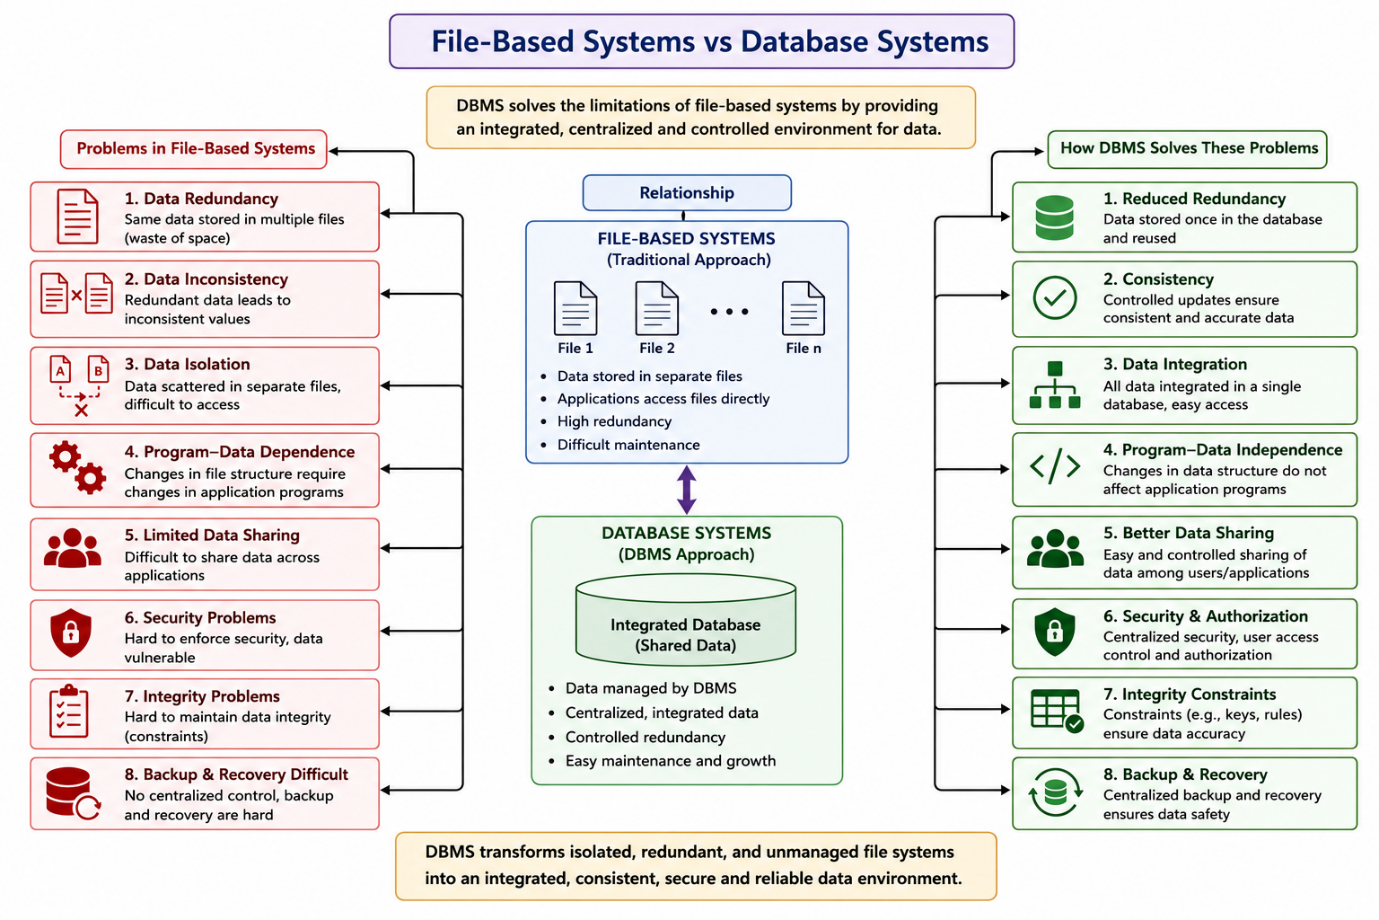 File-Based Systems vs Database Systems
DBMS solves the limitations of file-based systems by providing
an integrated, centralized and controlled environment for data.
Problems in File-Based Systems
1. Data Redundancy
Same data stored in multiple files
(waste of space)
2. Data Inconsistency
Redundant data leads to
inconsistent values
3. Data Isolation
A B
Data scattered in separate files,
difficult to access
4. Program–Data Dependence
Changes in file structure require
changes in application programs
5. Limited Data Sharing
Difficult to share data across
applications
6. Security Problems
Hard to enforce security, data
vulnerable
7. Integrity Problems
Hard to maintain data integrity
(constraints)
8. Backup & Recovery Difficult
No centralized control, backup
and recovery are hard
Relationship
FILE-BASED SYSTEMS
(Traditional Approach)
File 1 File 2 File n
• Data stored in separate files
• Applications access files directly
• High redundancy
• Difficult maintenance
DATABASE SYSTEMS
(DBMS Approach)
Integrated Database
(Shared Data)
• Data managed by DBMS
• Centralized, integrated data
• Controlled redundancy
• Easy maintenance and growth
How DBMS Solves These Problems
1. Reduced Redundancy
Data stored once in the database
and reused
2. Consistency
Controlled updates ensure
consistent and accurate data
3. Data Integration
All data integrated in a single
database, easy access
4. Program–Data Independence
Changes in data structure do not
affect application programs
5. Better Data Sharing
Easy and controlled sharing of
data among users/applications
6. Security & Authorization
Centralized security, user access
control and authorization
7. Integrity Constraints
Constraints (e.g., keys, rules)
ensure data accuracy
8. Backup & Recovery
Centralized backup and recovery
ensures data safety
DBMS transforms isolated, redundant, and unmanaged file systems
into an integrated, consistent, secure and reliable data environment.